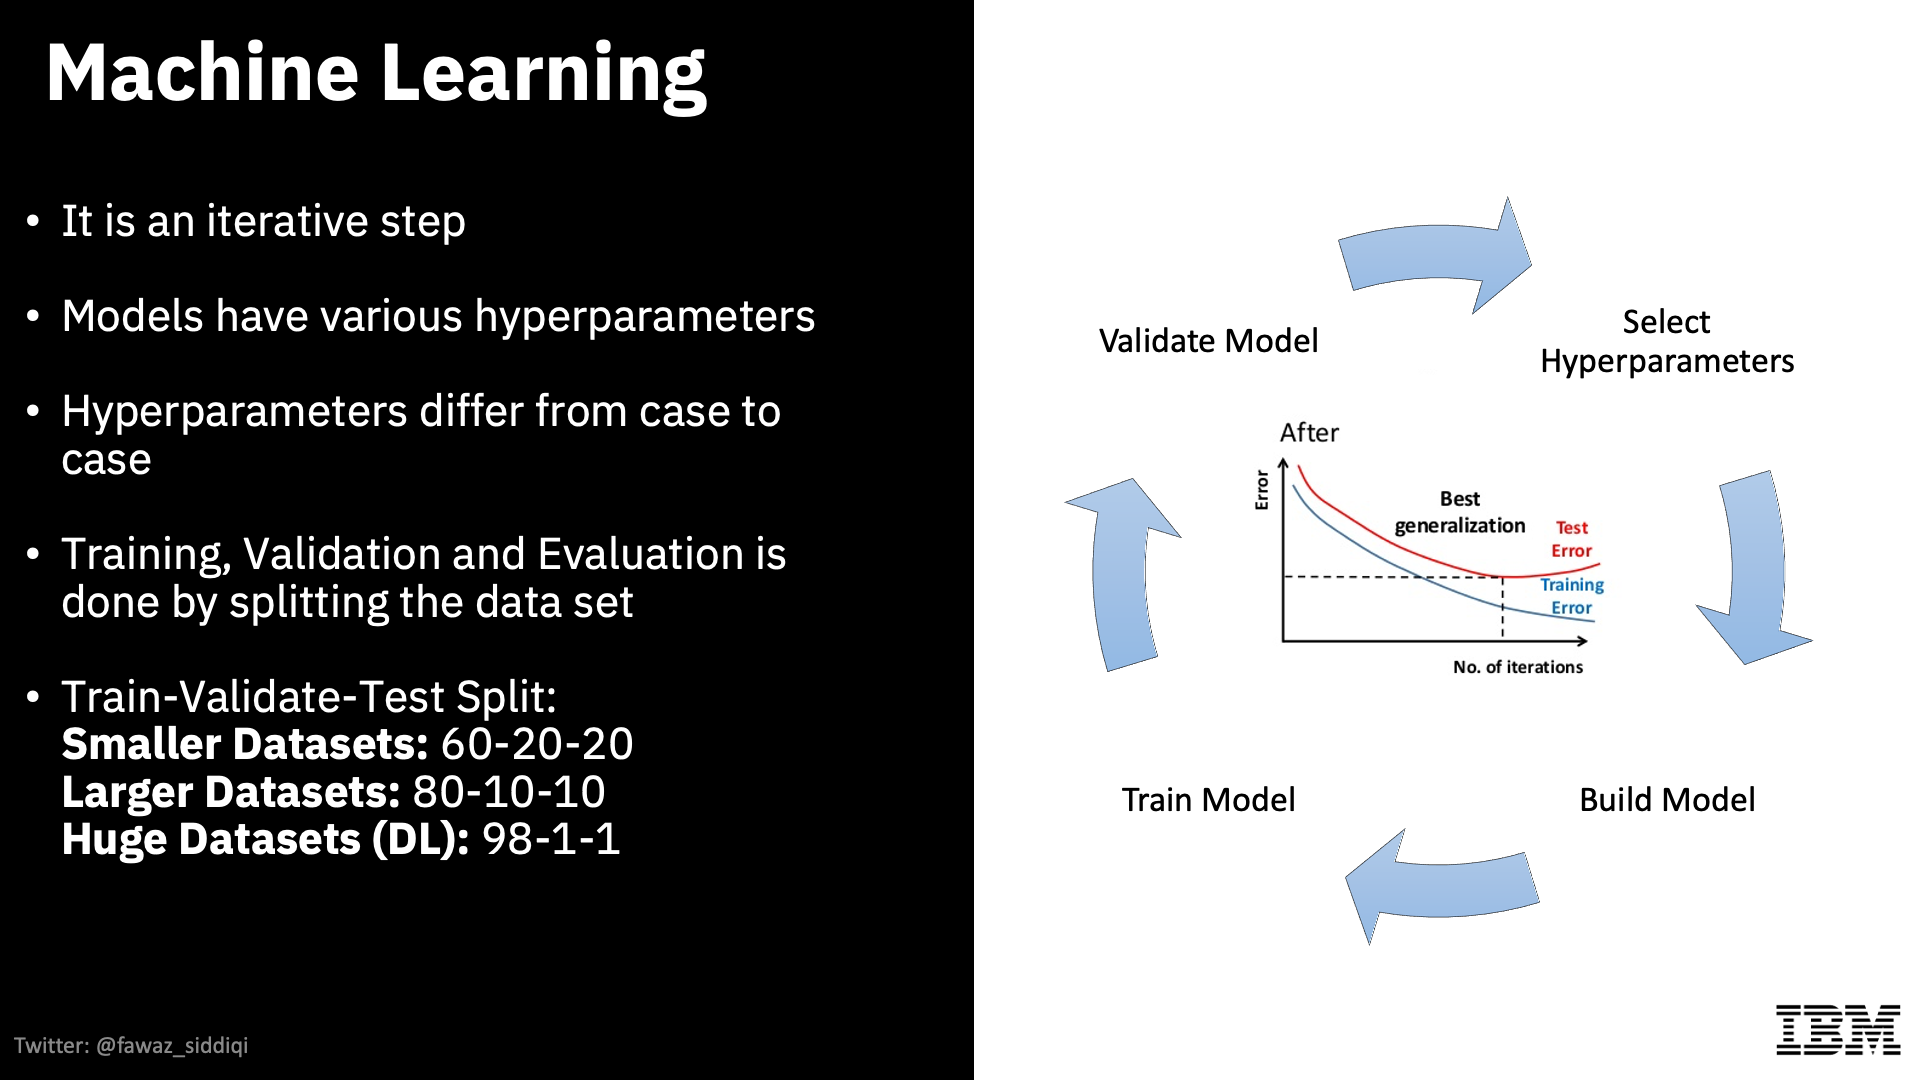 Machine Learning
• It is an iterative step
• Models have various hyperparameters
• Hyperparameters differ from case to
case
• Training, Validation and Evaluation is
done by splitting the data set
• Train-Validate-Test Split:
Smaller Datasets: 60-20-20
Larger Datasets: 80-10-10
Huge Datasets (DL): 98-1-1
Twitter: @fawaz_siddiqi
Validate Model
Select
Hyperparameters
After
Error
Best
generalization
Test
Error
Training
Error
No. of iterations
Train Model
Build Model
IBM